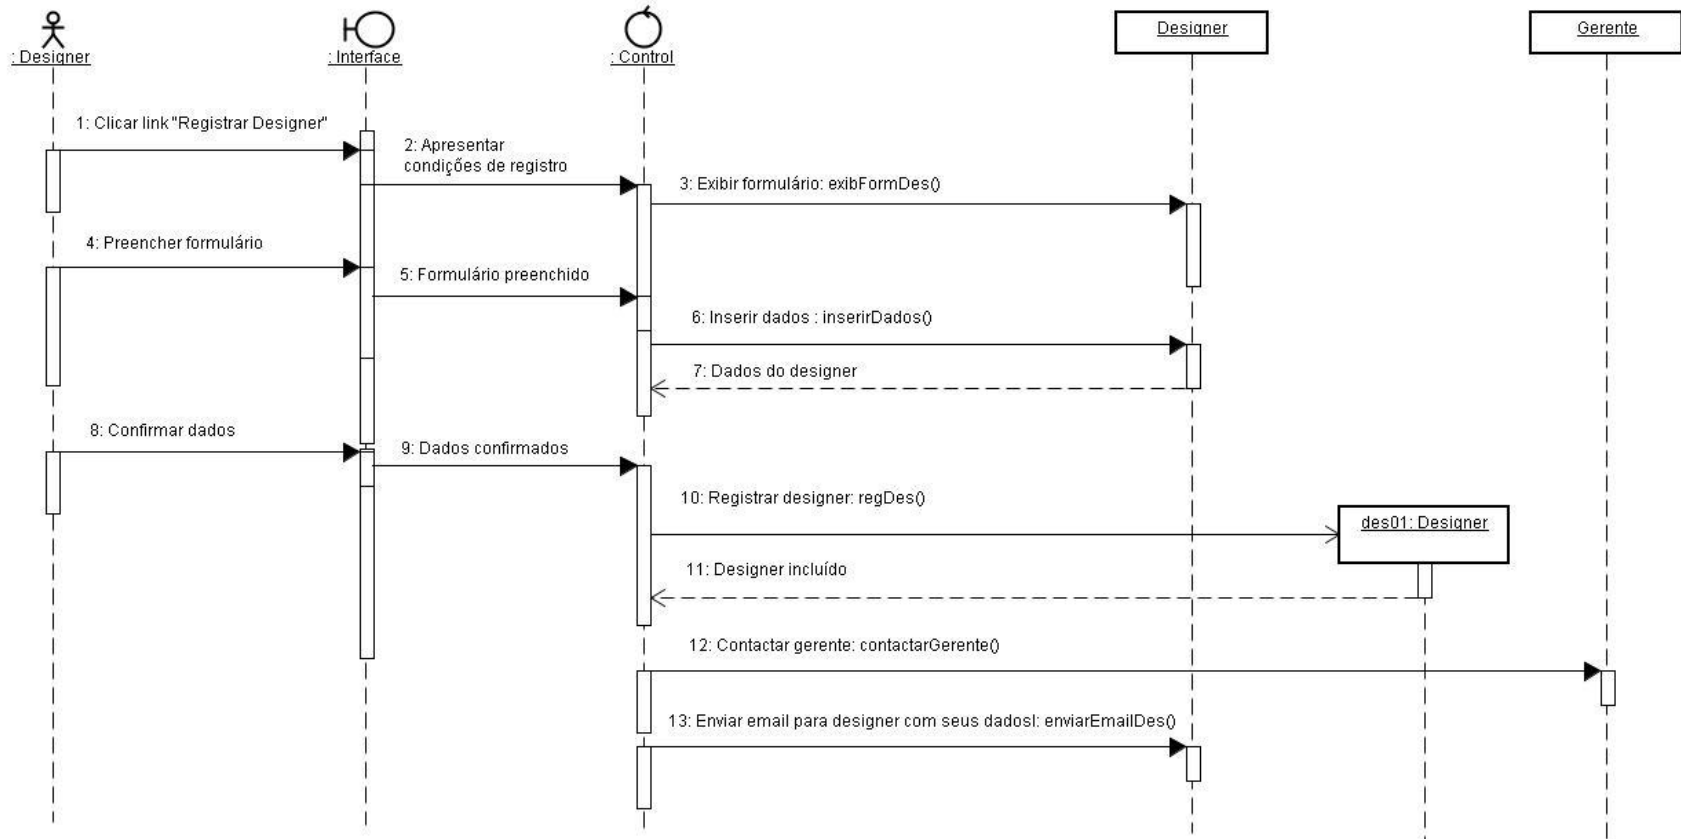 : Designer
: Interface
: Control
Designer
Gerente
1: Clicar link "Registrar Designer"
2: Apresentar
condições de registro
3: Exibir formulário: exibFormDes()
4: Preencher formulário
5: Formulário preenchido
6: Inserir dados : inserirDados()
7: Dados do designer
8: Confirmar dados
9: Dados confirmados
10: Registrar designer: regDes()
des01: Designer
11: Designer incluído
12: Contactar gerente: contactarGerente()
13: Enviar email para designer com seus dadosl: enviarEmailDes()